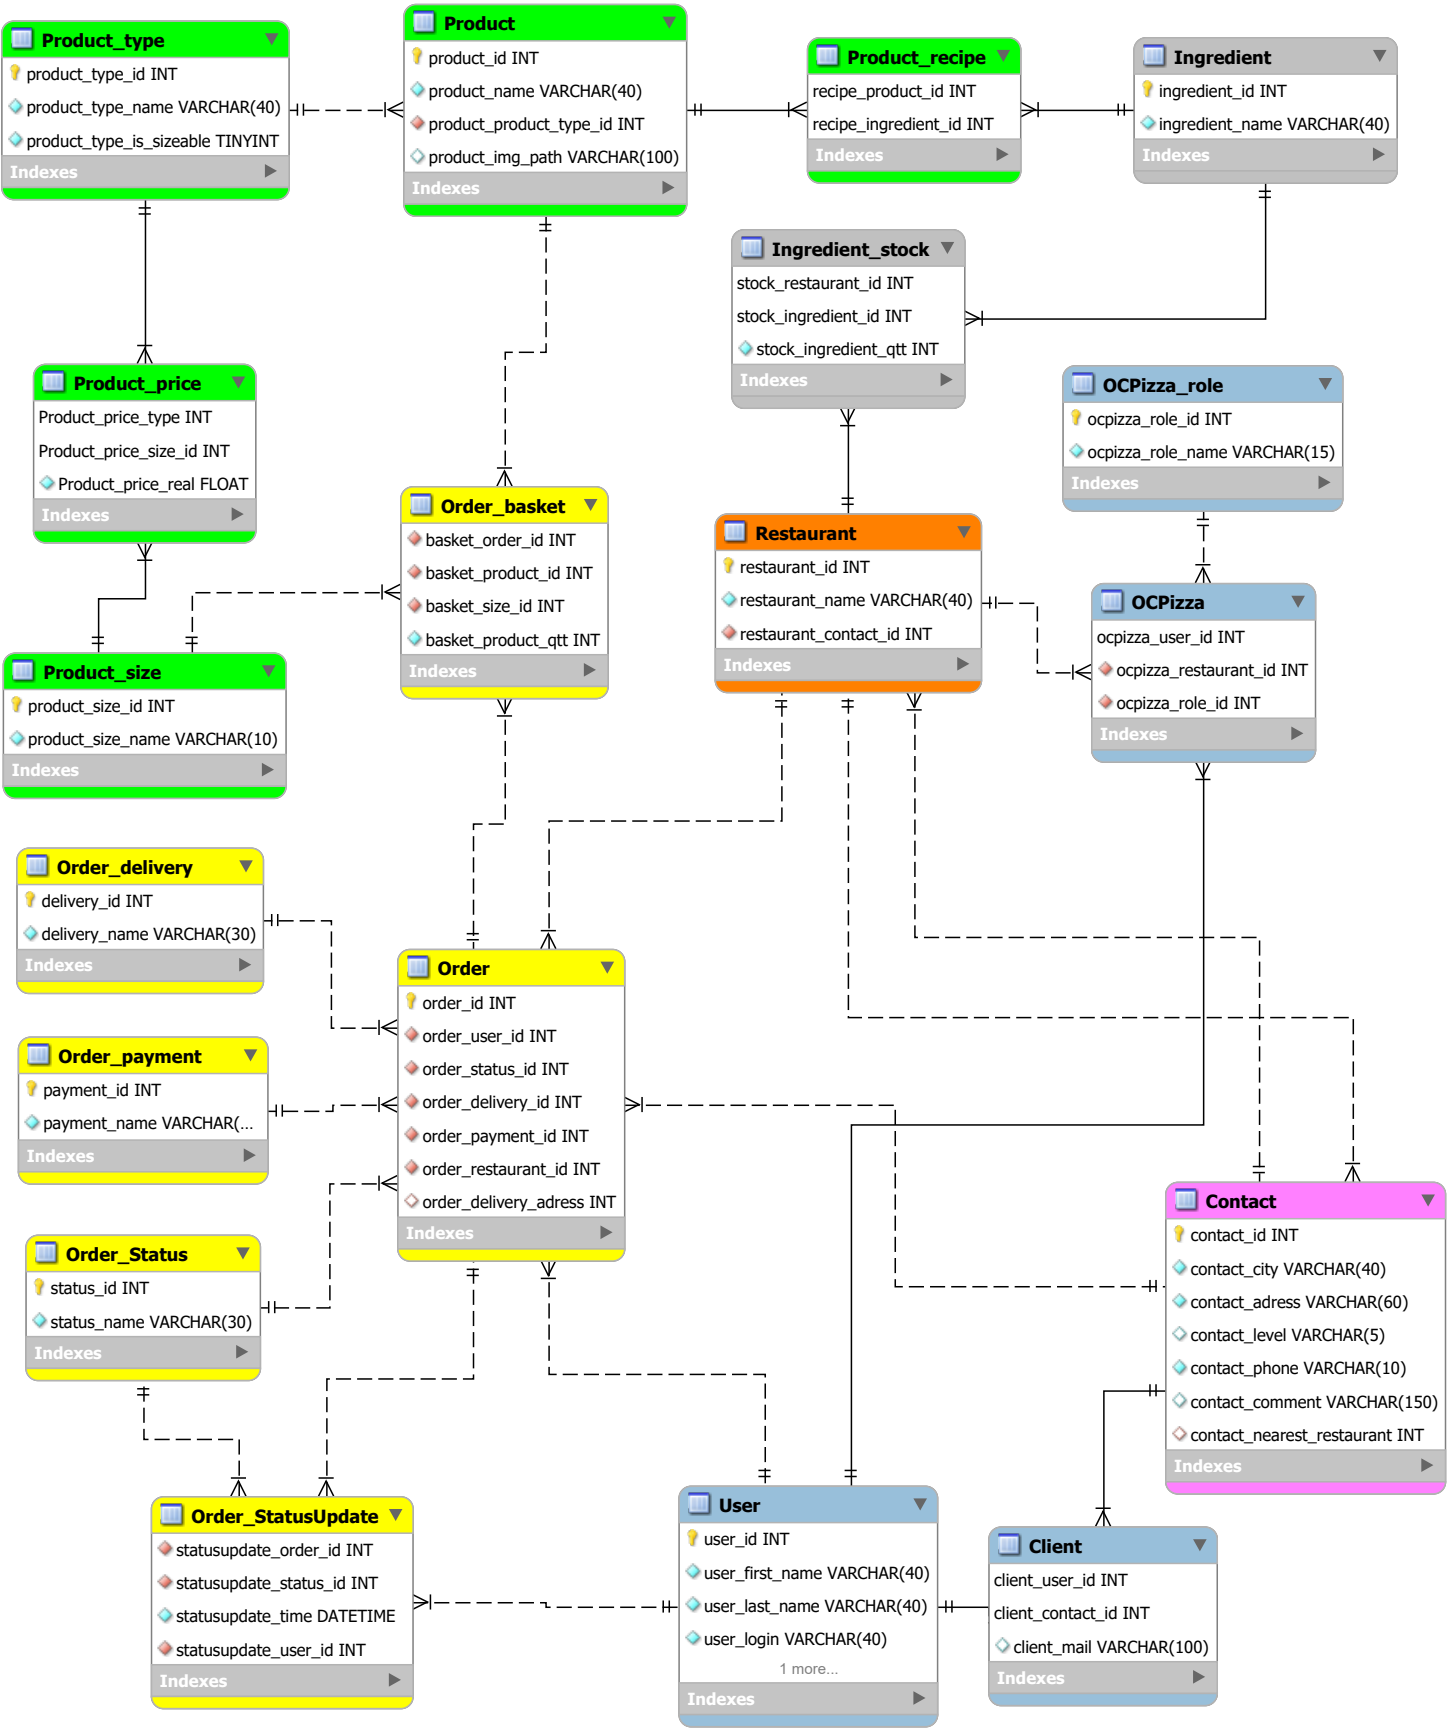 Product_type
product_type_id INT
product_type_name VARCHAR(40)
product_type_is_sizeable TINYINT
Indexes
Product
product_id INT
product_name VARCHAR(40)
product_product_type_id INT
product_img_path VARCHAR(100)
Indexes
Product_recipe
recipe_product_id INT
recipe_ingredient_id INT
Indexes
Ingredient
ingredient_id INT
ingredient_name VARCHAR(40)
Indexes
Ingredient_stock
stock_restaurant_id INT
stock_ingredient_id INT
stock_ingredient_qtt INT
Indexes
Product_price
Product_price_type INT
Product_price_size_id INT
Product_price_real FLOAT
Indexes
OCPizza_role
ocpizza_role_id INT
ocpizza_role_name VARCHAR(15)
Indexes
Order_basket
basket_order_id INT
basket_product_id INT
basket_size_id INT
basket_product_qtt INT
Indexes
Restaurant
restaurant_id INT
restaurant_name VARCHAR(40)
restaurant_contact_id INT
Indexes
OCPizza
ocpizza_user_id INT
ocpizza_restaurant_id INT
ocpizza_role_id INT
Indexes
Product_size
product_size_id INT
product_size_name VARCHAR(10)
Indexes
Order_delivery
delivery_id INT
delivery_name VARCHAR(30)
Indexes
Order
order_id INT
order_user_id INT
order_status_id INT
order_delivery_id INT
order_payment_id INT
order_restaurant_id INT
order_delivery_adress INT
Indexes
Order_payment
payment_id INT
payment_name VARCHAR(...
Indexes
Contact
contact_id INT
contact_city VARCHAR(40)
contact_adress VARCHAR(60)
contact_level VARCHAR(5)
contact_phone VARCHAR(10)
contact_comment VARCHAR(150)
contact_nearest_restaurant INT
Indexes
Order_Status
status_id INT
status_name VARCHAR(30)
Indexes
Order_StatusUpdate
statusupdate_order_id INT
statusupdate_status_id INT
statusupdate_time DATETIME
statusupdate_user_id INT
Indexes
User
user_id INT
user_first_name VARCHAR(40)
user_last_name VARCHAR(40)
user_login VARCHAR(40)
1 more...
Indexes
Client
client_user_id INT
client_contact_id INT
client_mail VARCHAR(100)
Indexes